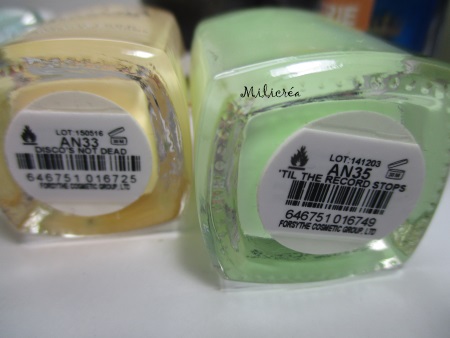 Milicréa
LOT: 150516
AN33
DISCO'S NOT DEAD
646751 016725
FORSYTHE COSMETIC GROUP, LTD
LOT: 141203
AN35
'TIL THE RECORD STOPS
646751 016749
FORSYTHE COSMETIC GROUP, LTD